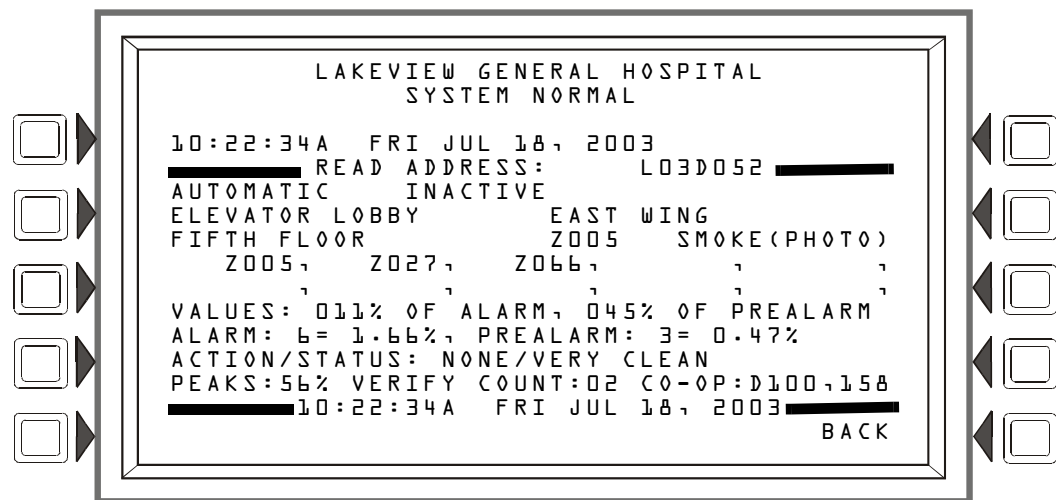 LAKEVIEW GENERAL HOSPITAL
SYSTEM NORMAL
10:22:34A FRI JUL 18, 2003
READ ADDRESS: L03D052
AUTOMATIC INACTIVE
ELEVATOR LOBBY EAST WING
FIFTH FLOOR Z005 SMOKE(PHOTO)
Z005, Z027, Z066, , ,
, , , , ,
VALUES: 011% OF ALARM, 045% OF PREALARM
ALARM: 6= 1.66%, PREALARM: 3= 0.47%
ACTION/STATUS: NONE/VERY CLEAN
PEAKS:56% VERIFY COUNT:02 CO-OP:D100,158
10:22:34A FRI JUL 18, 2003
BACK